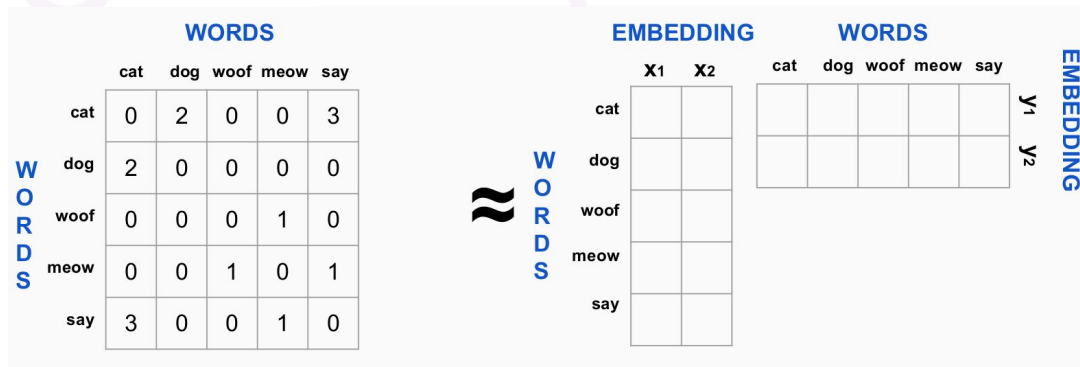 WORDS
cat dog woof meow say
cat 0 2 0 0 3
dog 2 0 0 0 0
woof 0 0 0 1 0
meow 0 0 1 0 1
say 3 0 0 1 0
WORDS
≈
EMBEDDING
x1 x2
cat
dog
woof
meow
say
WORDS
WORDS
cat dog woof meow say
y1
y2
EMBEDDING